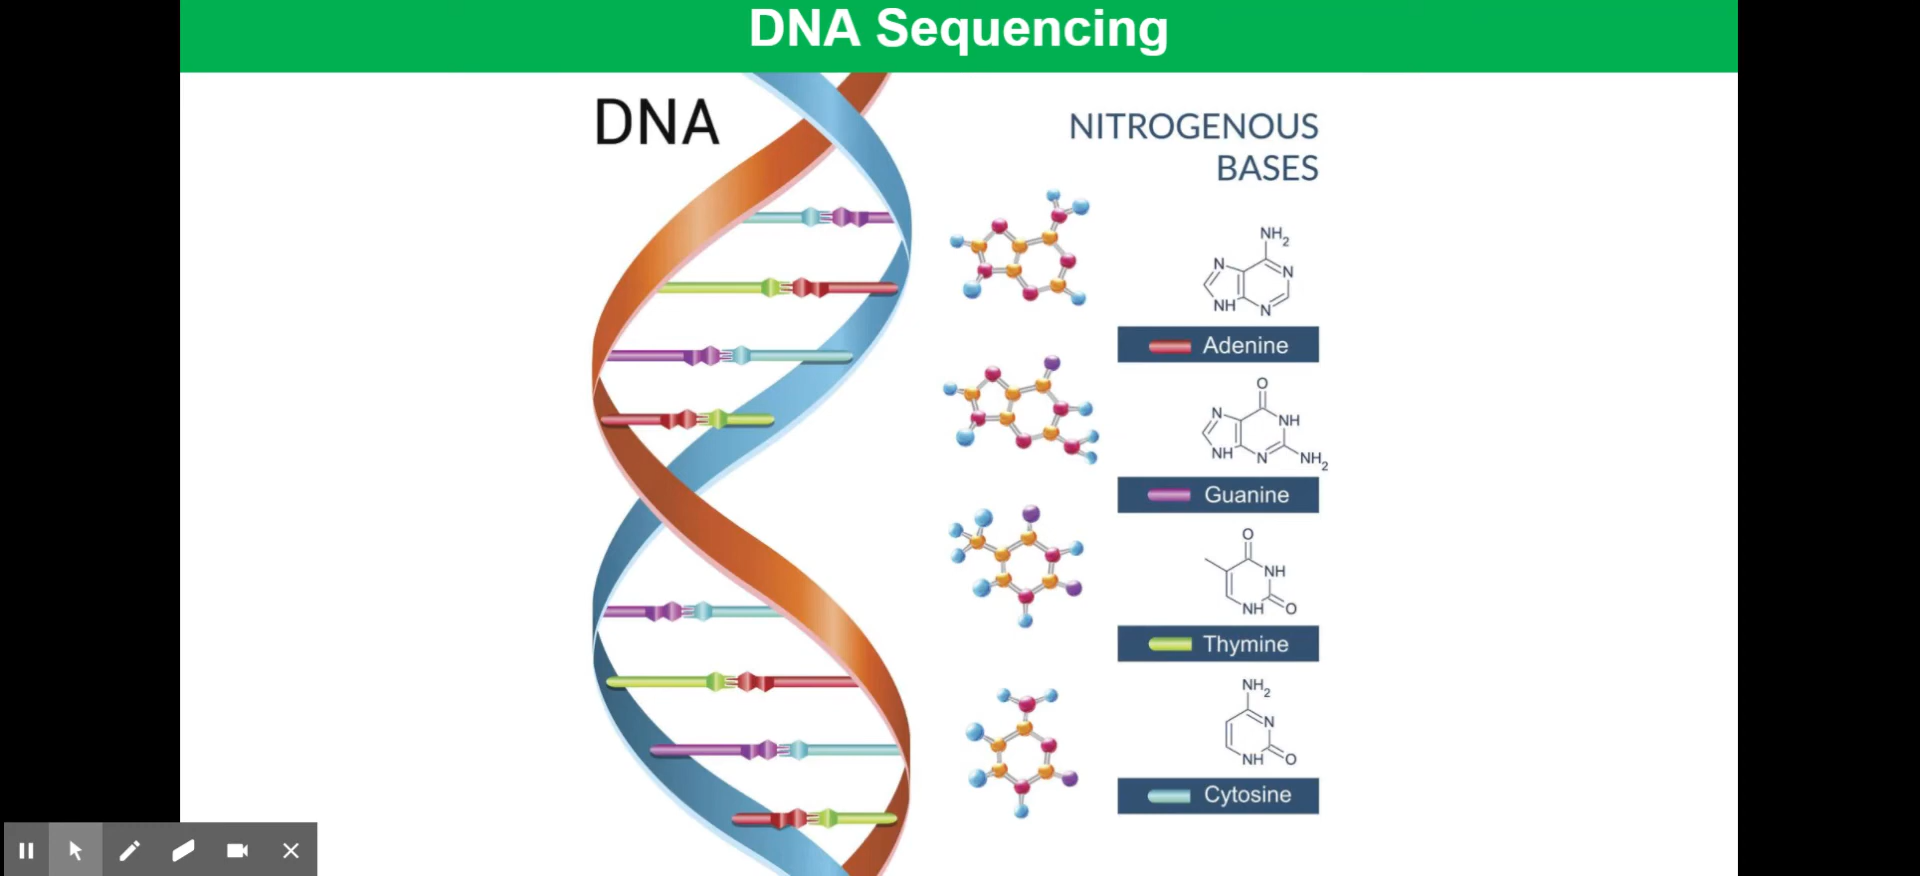 DNA Sequencing
DNA
NITROGENOUS
BASES
NH2
N
N
NH
N
Adenine
O
N
NH
NH
N
NH2
Guanine
O
NH
NH
O
Thymine
NH2
N
NH
O
Cytosine